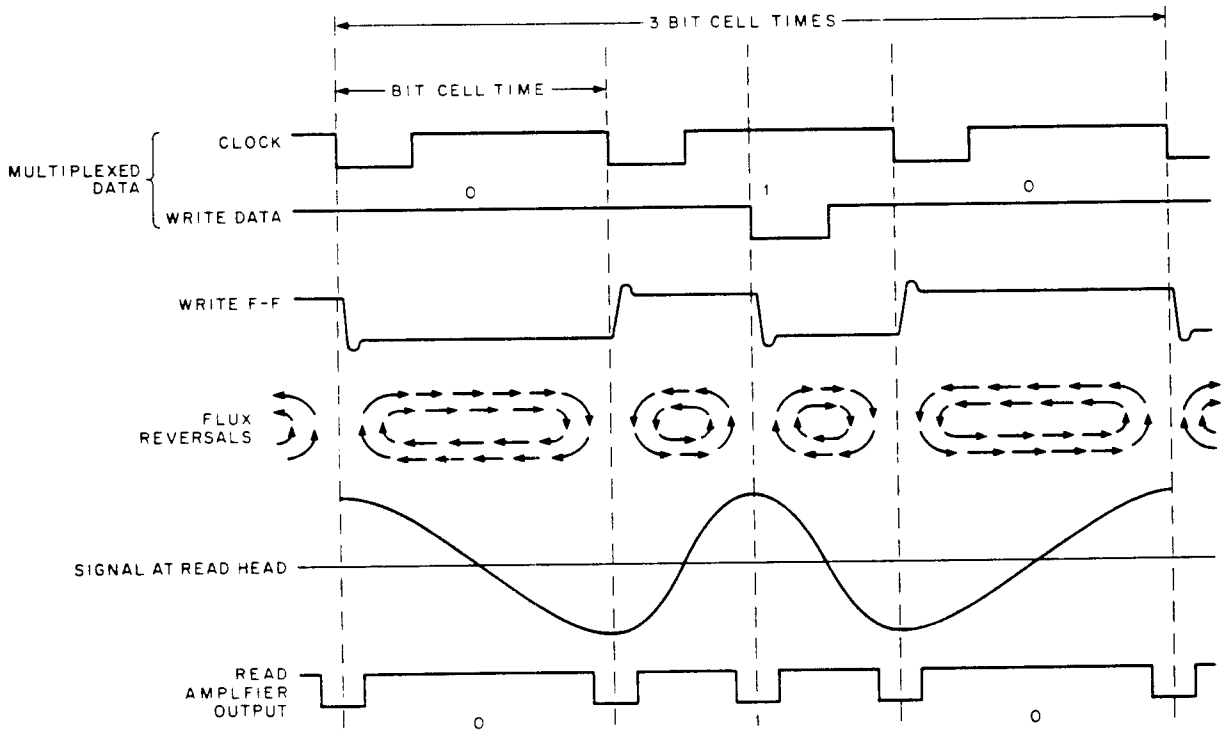 3 BIT CELL TIMES
BIT CELL TIME
CLOCK
MULTIPLEXED
DATA
0 1 0
WRITE DATA
WRITE F-F
FLUX
REVERSALS
SIGNAL AT READ HEAD
READ
AMPLFIER
OUTPUT
0 1 0